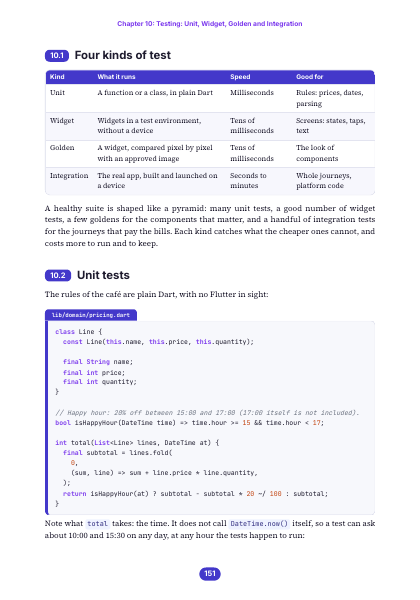 Chapter 10: Testing: Unit, Widget, Golden and Integration
10.1 Four kinds of test
Kind What it runs Speed Good for
Unit A function or a class, in plain Dart Milliseconds Rules: prices, dates,
parsing
Widget Widgets in a test environment, Tens of Screens: states, taps,
without a device milliseconds text
Golden A widget, compared pixel by pixel Tens of The look of
with an approved image milliseconds components
Integration The real app, built and launched on Seconds to Whole journeys,
a device minutes platform code
A healthy suite is shaped like a pyramid: many unit tests, a good number of widget
tests, a few goldens for the components that matter, and a handful of integration tests
for the journeys that pay the bills. Each kind catches what the cheaper ones cannot, and
costs more to run and to keep.
10.2 Unit tests
The rules of the café are plain Dart, with no Flutter in sight:
lib/domain/pricing.dart
class Line {
  const Line(this.name, this.price, this.quantity);
  final String name;
  final int price;
  final int quantity;
}
// Happy hour: 20% off between 15:00 and 17:00 (17:00 itself is not included).
bool isHappyHour(DateTime time) => time.hour >= 15 && time.hour < 17;
int total(List<Line> lines, DateTime at) {
  final subtotal = lines.fold(
    0,
    (sum, line) => sum + line.price * line.quantity,
  );
  return isHappyHour(at) ? subtotal - subtotal * 20 ~/ 100 : subtotal;
}
Note what total takes: the time. It does not call DateTime.now() itself, so a test can ask
about 10:00 and 15:30 on any day, at any hour the tests happen to run:
151